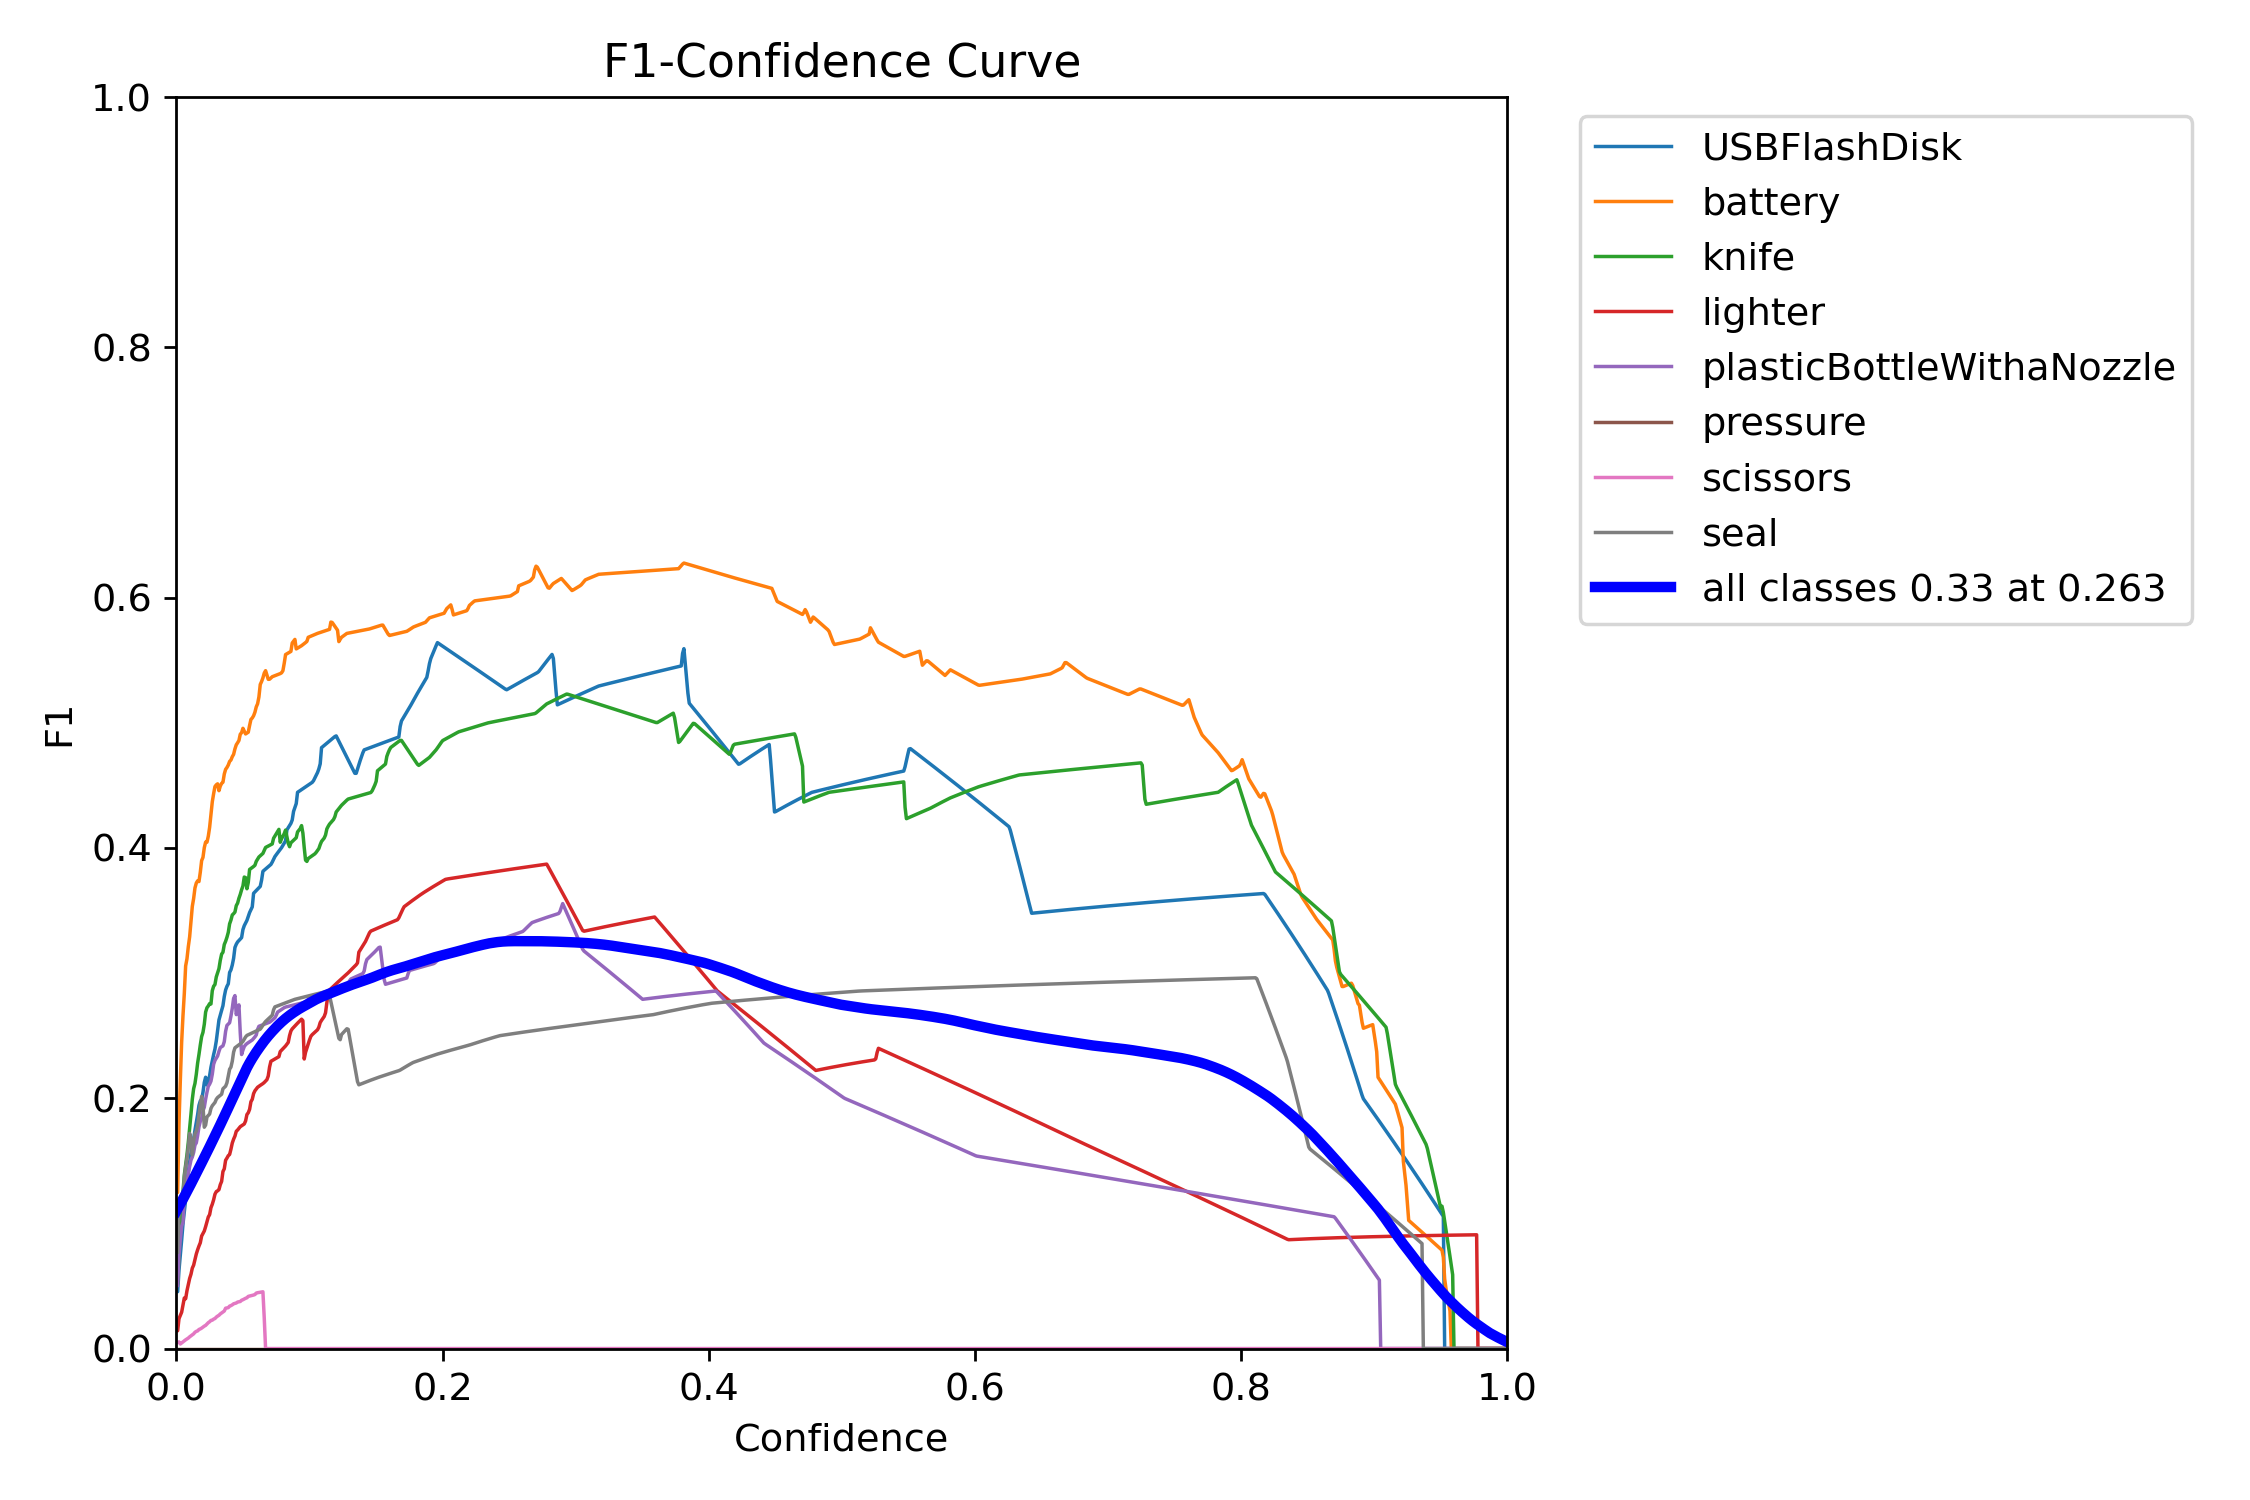 F1-Confidence Curve
1.0
0.8
0.6
0.4
0.2
0.0
F1
0.0 0.2 0.4 0.6 0.8 1.0
Confidence
USBFlashDisk
battery
knife
lighter
plasticBottleWithaNozzle
pressure
scissors
seal
all classes 0.33 at 0.263